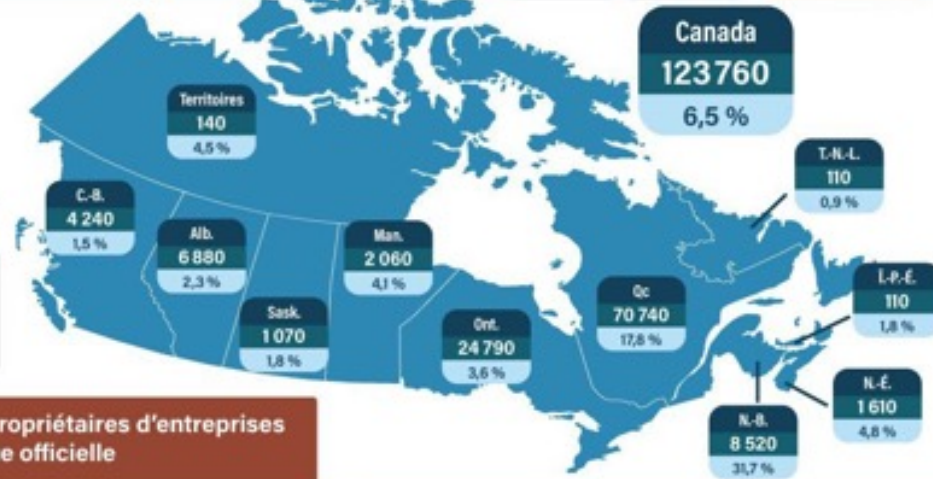 Canada
123 760
6,5 %
Territoires
140
4,5 %
T.-N.-L.
110
0,9 %
C.-B.
4 240
1,5 %
Alb.
6 880
2,3 %
Man.
2 060
4,1 %
Sask.
1 070
1,8 %
Ont.
24 790
3,6 %
Qc
70 740
17,8 %
Î.-P.-É.
110
1,8 %
N.-É.
1 610
4,8 %
N.-B.
8 520
31,7 %
ropriétaires d'entreprises
e officielle